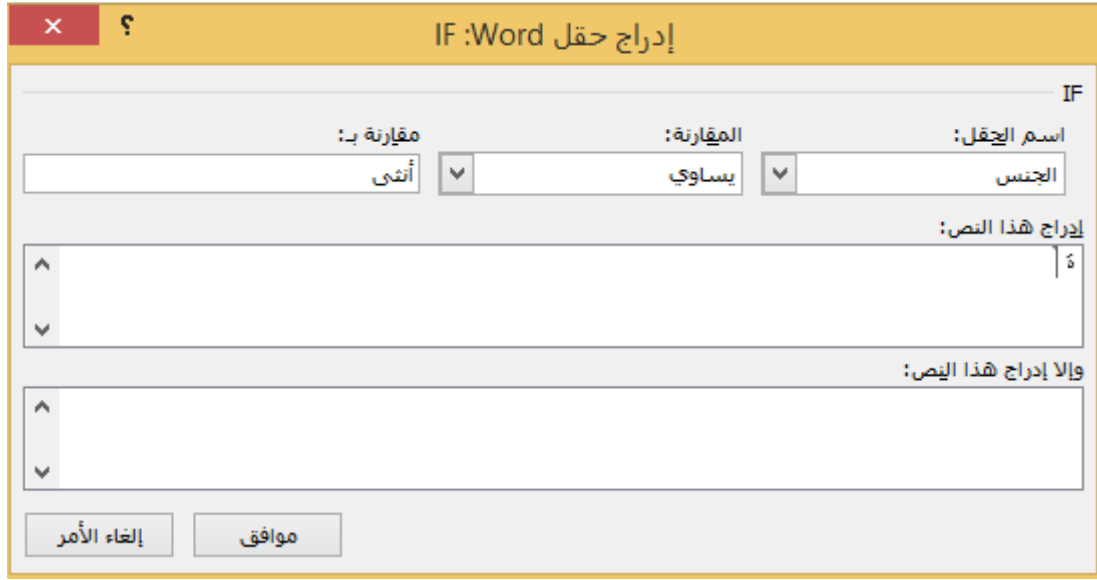 إدراج حقل Word: IF
؟
IF
اسم الحقل: المقارنة: مقارنة بـ:
الجنس يساوي أنثى
إدراج هذا النص:
ة
وإلا إدراج هذا النص:
موافق إلغاء الأمر